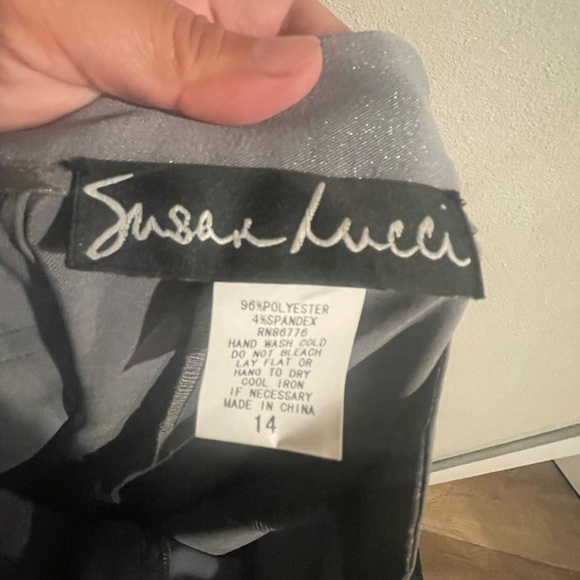 Susan Lucci
96%POLYESTER
4%SPANDEX
RN86776
HAND WASH COLD
DO NOT BLEACH
LAY FLAT OR
HANG TO DRY
COOL IRON
IF NECESSARY
MADE IN CHINA
14